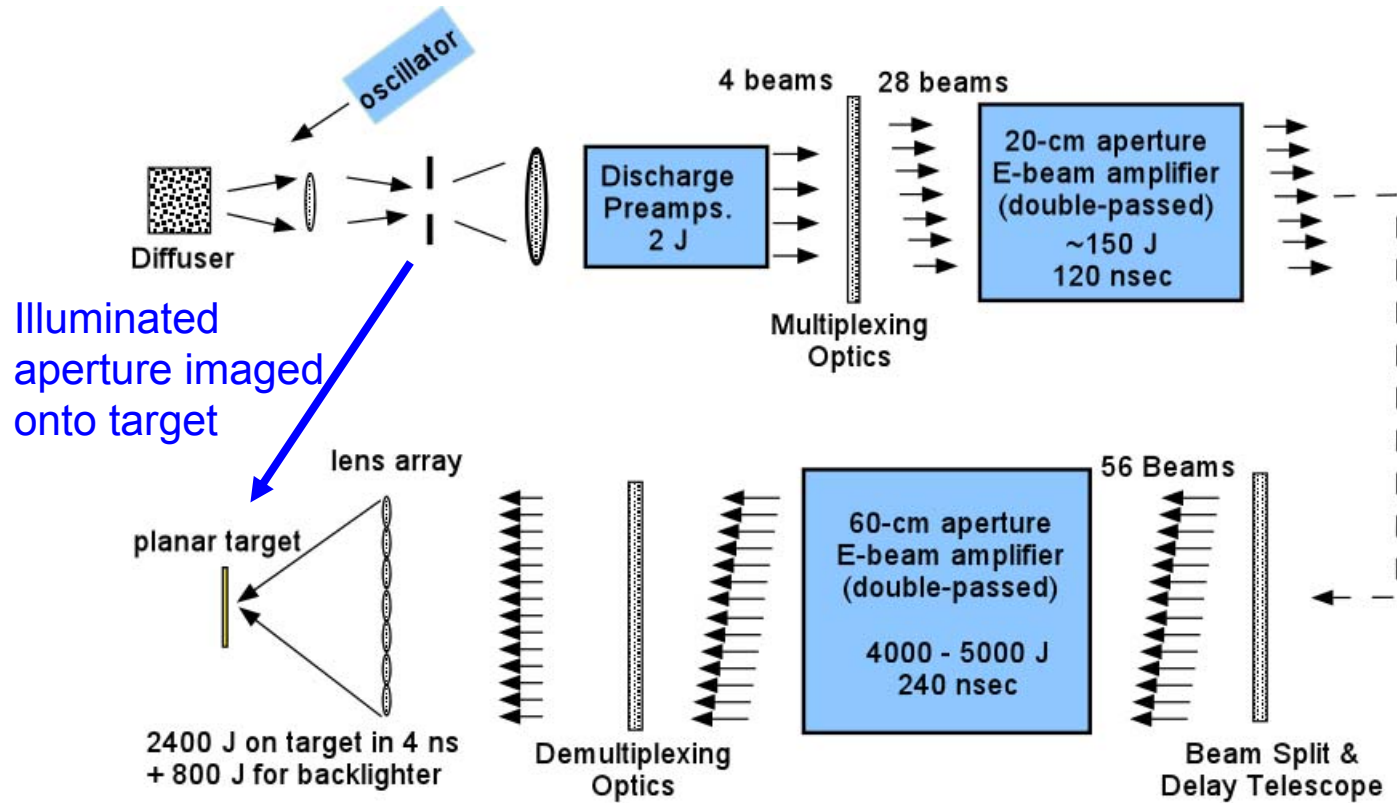 oscillator
4 beams
28 beams
Diffuser
Discharge
Preamps.
2 J
Multiplexing
Optics
20-cm aperture
E-beam amplifier
(double-passed)
~150 J
120 nsec
Illuminated
aperture imaged
onto target
lens array
planar target
2400 J on target in 4 ns
+ 800 J for backlighter
Demultiplexing
Optics
60-cm aperture
E-beam amplifier
(double-passed)
4000 - 5000 J
240 nsec
56 Beams
Beam Split &
Delay Telescope